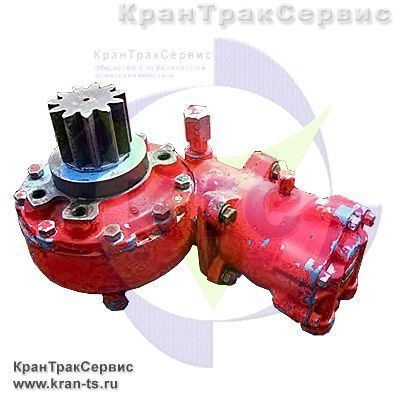 КранТракСервис
КранТракСервис
общество с ограниченной
ответственностью
КранТракСервис
www.kran-ts.ru